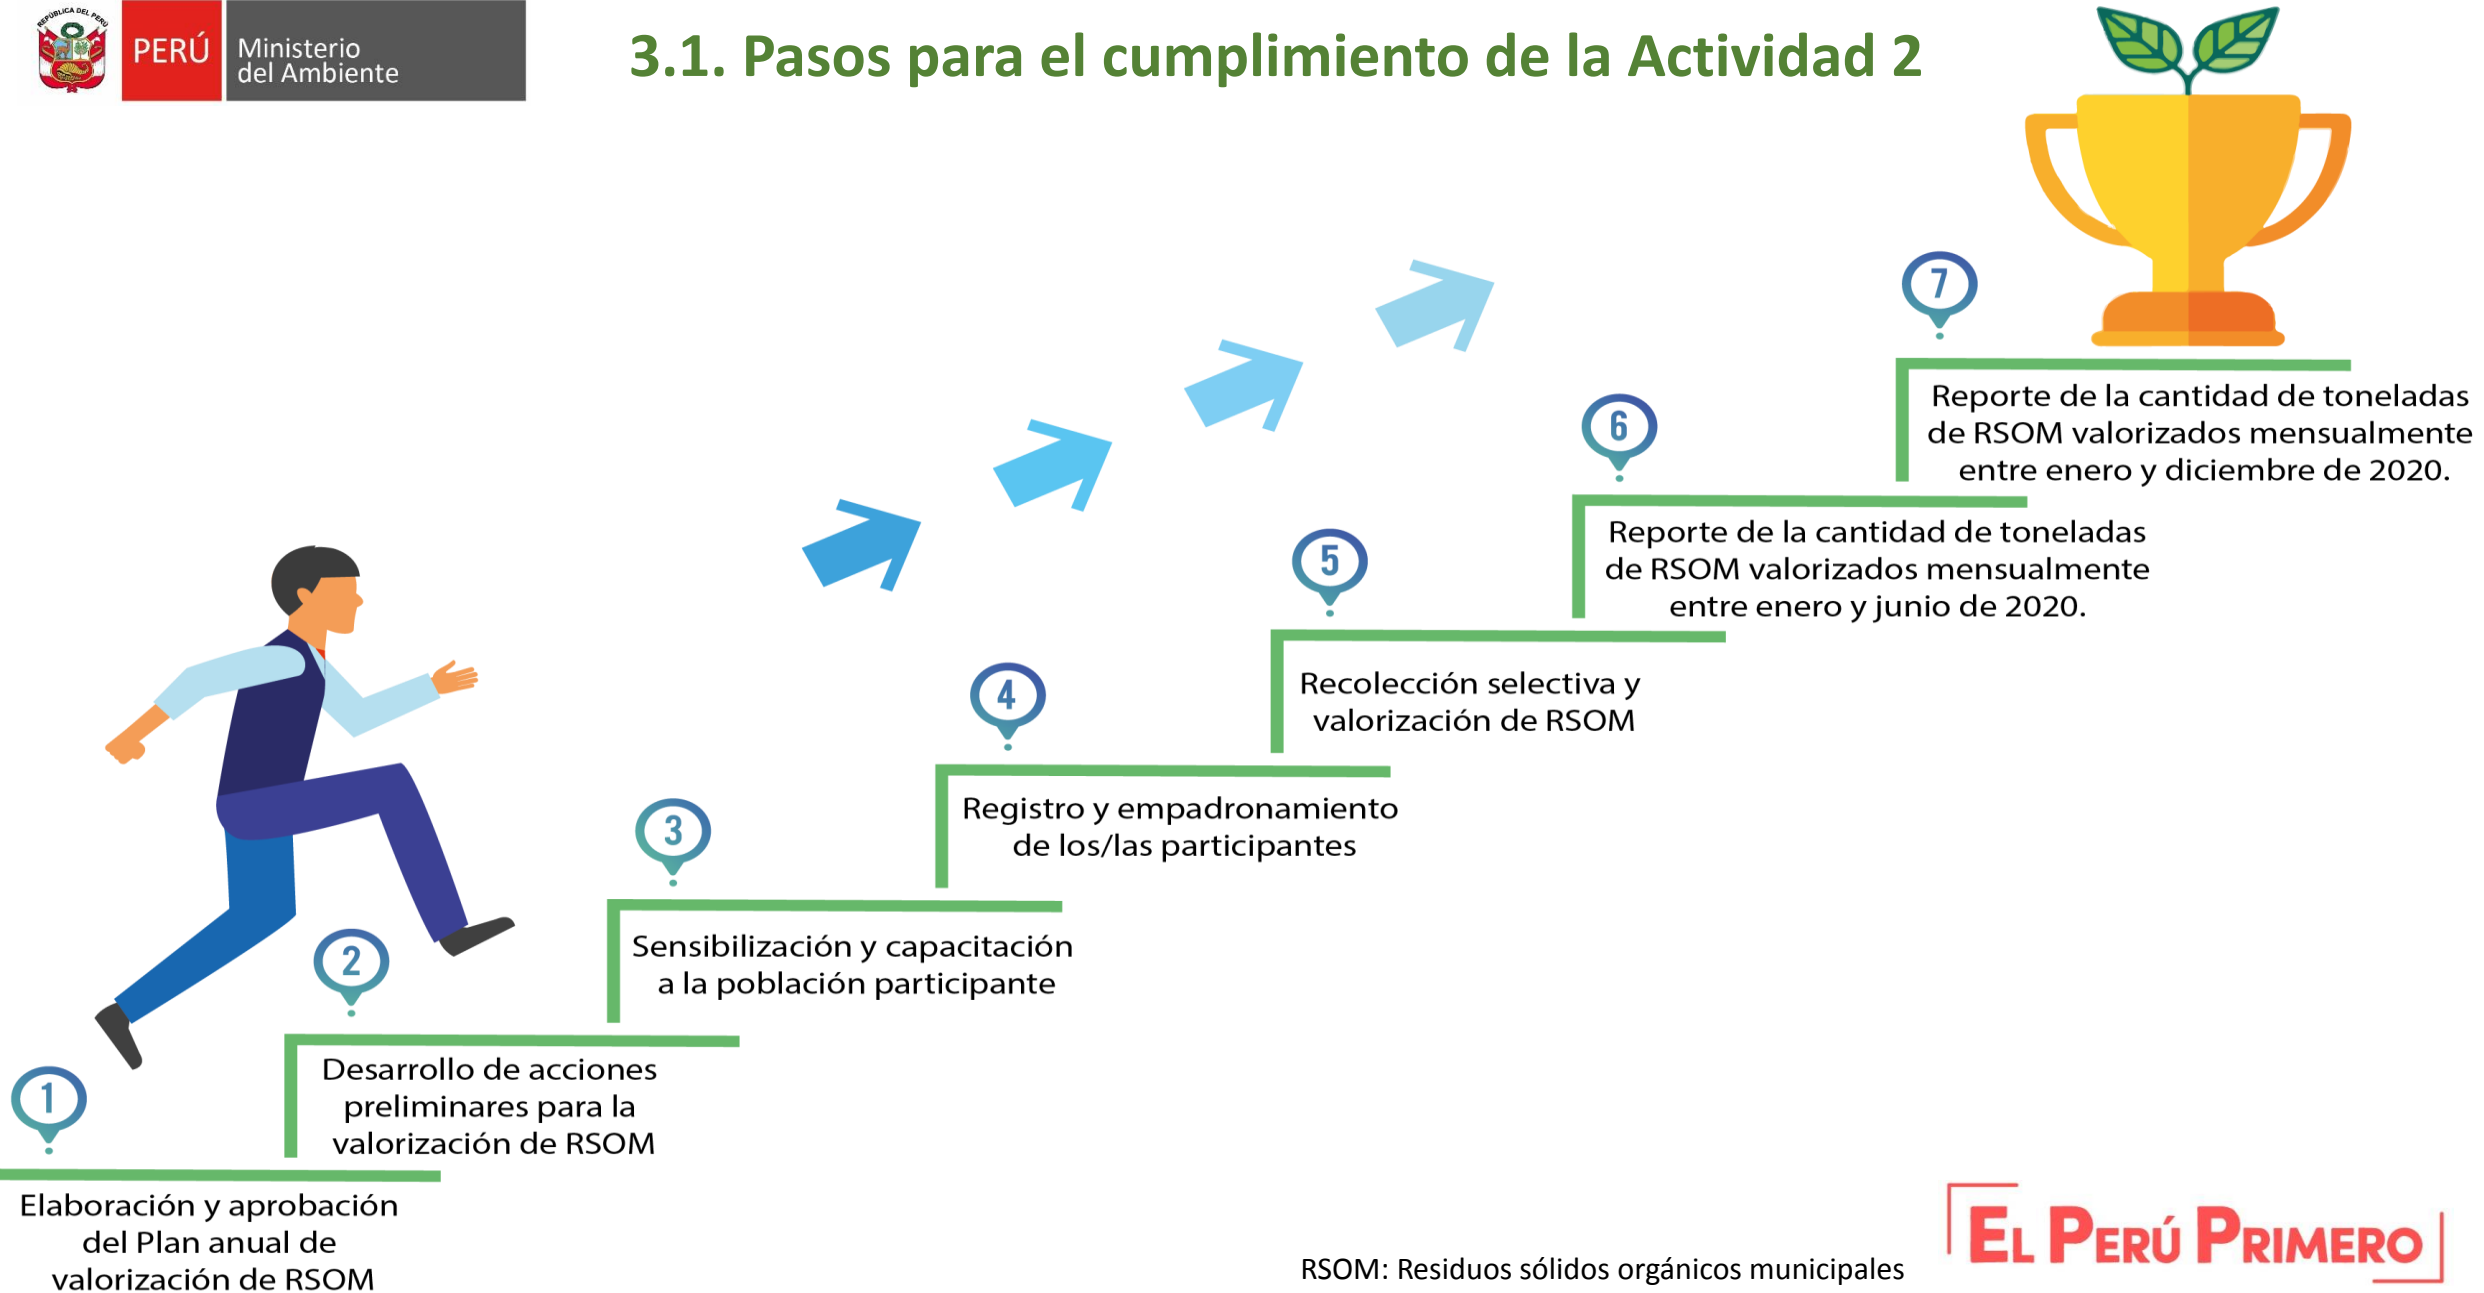 REPÚBLICA DEL PERÚ
PERÚ
Ministerio
del Ambiente
3.1. Pasos para el cumplimiento de la Actividad 2
1
Elaboración y aprobación
del Plan anual de
valorización de RSOM
2
Desarrollo de acciones
preliminares para la
valorización de RSOM
3
Sensibilización y capacitación
a la población participante
4
Registro y empadronamiento
de los/las participantes
5
Recolección selectiva y
valorización de RSOM
6
Reporte de la cantidad de toneladas
de RSOM valorizados mensualmente
entre enero y junio de 2020.
7
Reporte de la cantidad de toneladas
de RSOM valorizados mensualmente
entre enero y diciembre de 2020.
RSOM: Residuos sólidos orgánicos municipales
EL PERÚ PRIMERO